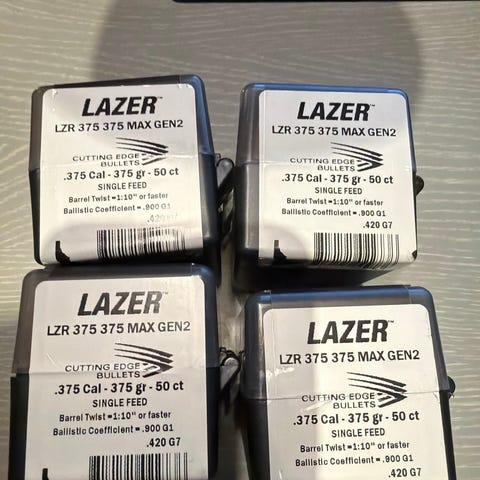 LAZER™
LZR 375 375 MAX GEN2
CUTTING EDGE
BULLETS
.375 Cal - 375 gr - 50 ct
SINGLE FEED
Barrel Twist =1:10" or faster
Ballistic Coefficient = .900 G1
.420 G7
LAZER™
LZR 375 375 MAX GEN2
CUTTING EDGE
BULLETS
.375 Cal - 375 gr - 50 ct
SINGLE FEED
Barrel Twist =1:10" or faster
Ballistic Coefficient = .900 G1
.420 G7
LAZER™
LZR 375 375 MAX GEN2
CUTTING EDGE
BULLETS
.375 Cal - 375 gr - 50 ct
SINGLE FEED
Barrel Twist =1:10" or faster
Ballistic Coefficient = .900 G1
.420 G7
LAZER™
LZR 375 375 MAX GEN2
CUTTING EDGE
BULLETS
.375 Cal - 375 gr - 50 ct
SINGLE FEED
Barrel Twist =1:10" or faster
Ballistic Coefficient = .900 G1
.420 G7